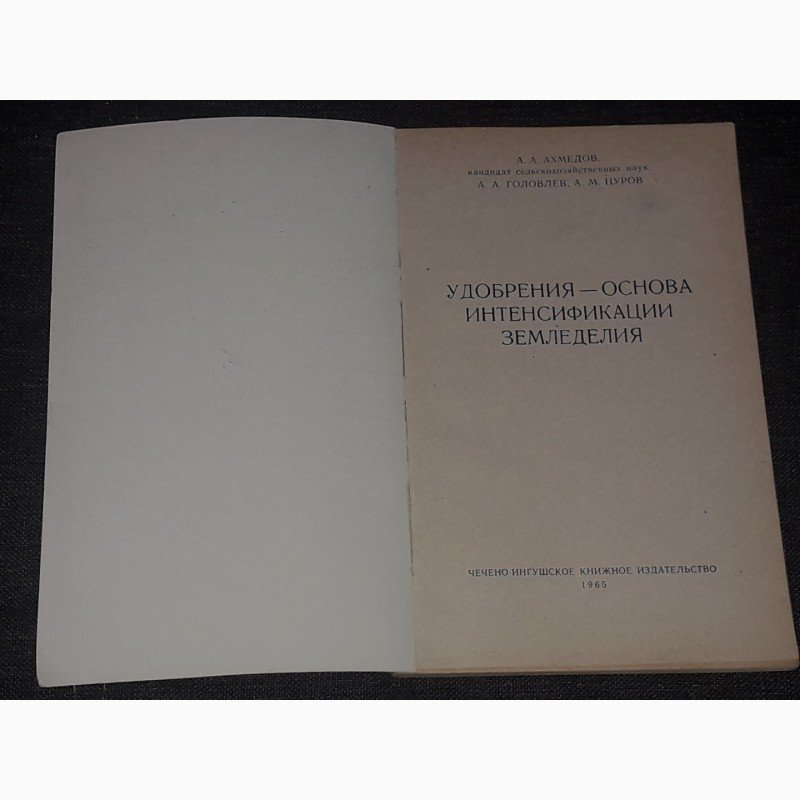 А. А. АХМЕДОВ,
кандидат сельскохозяйственных наук,
А. А. ГОЛОВЛЕВ, А. М. ЦУРОВ
УДОБРЕНИЯ — ОСНОВА
ИНТЕНСИФИКАЦИИ
ЗЕМЛЕДЕЛИЯ
ЧЕЧЕНО-ИНГУШСКОЕ КНИЖНОЕ ИЗДАТЕЛЬСТВО
1965